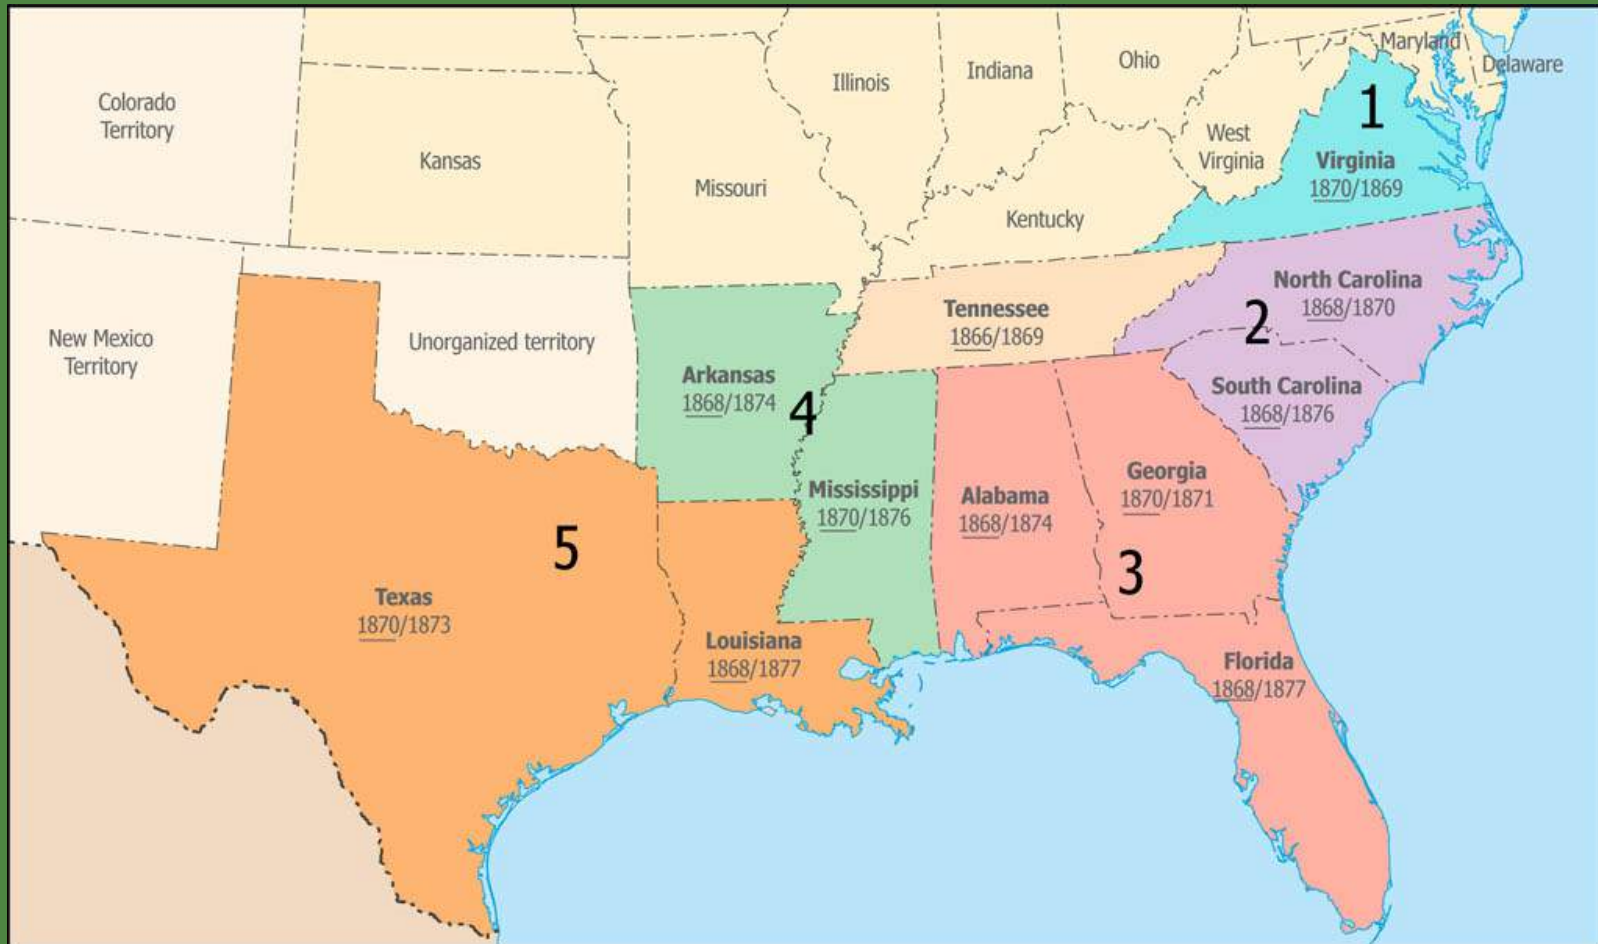 Maryland
Delaware
Ohio
Indiana
Illinois
Colorado
Territory
Kansas
Missouri
West
Virginia
Kentucky
1
Virginia
1870/1869
North Carolina
1868/1870
2
South Carolina
1868/1876
Tennessee
1866/1869
New Mexico
Territory
Unorganized territory
Arkansas
1868/1874
4
Mississippi
1870/1876
Alabama
1868/1874
Georgia
1870/1871
3
5
Texas
1870/1873
Louisiana
1868/1877
Florida
1868/1877